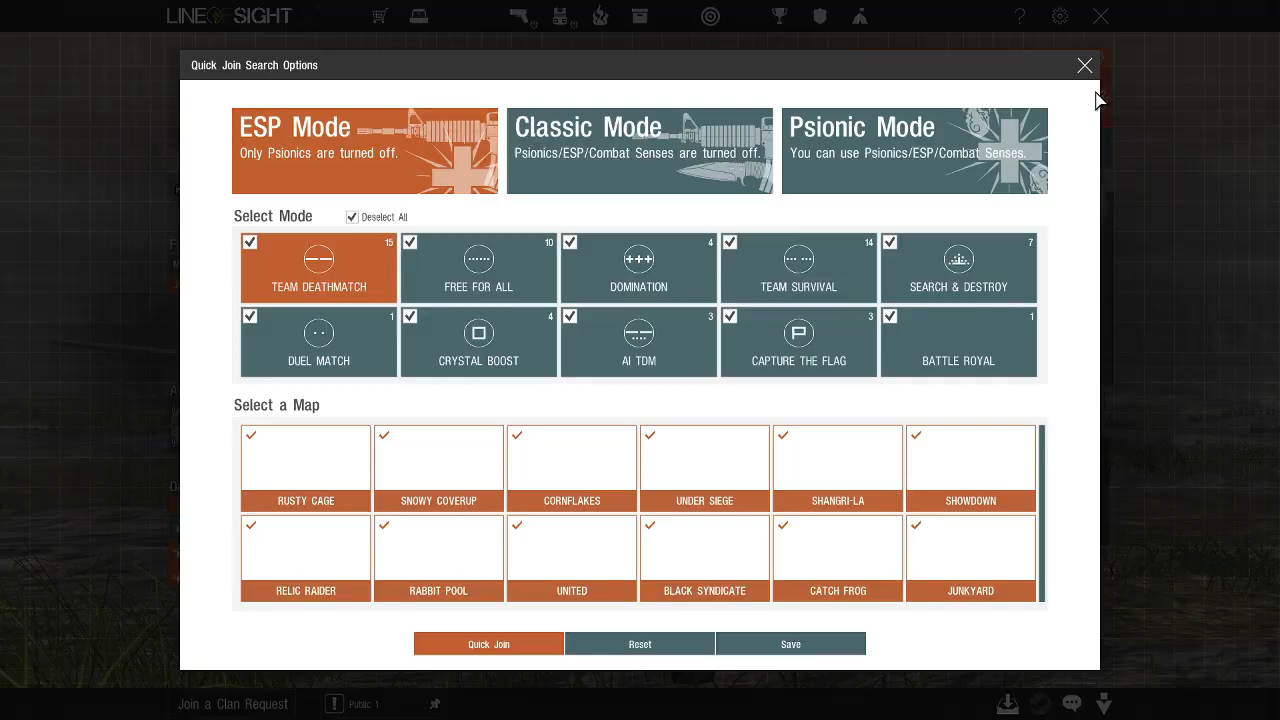 LINE OF SIGHT
Quick Join Search Options
ESP Mode
Only Psionics are turned off.
Classic Mode
Psionics/ESP/Combat Senses are turned off.
Psionic Mode
You can use Psionics/ESP/Combat Senses.
Select Mode
Deselect All
15
TEAM DEATHMATCH
10
FREE FOR ALL
4
DOMINATION
14
TEAM SURVIVAL
7
SEARCH & DESTROY
1
DUEL MATCH
4
CRYSTAL BOOST
3
AI TDM
3
CAPTURE THE FLAG
1
BATTLE ROYAL
Select a Map
RUSTY CAGE
SNOWY COVERUP
CORNFLAKES
UNDER SIEGE
SHANGRI-LA
SHOWDOWN
RELIC RAIDER
RABBIT POOL
UNITED
BLACK SYNDICATE
CATCH FROG
JUNKYARD
Quick Join
Reset
Save
Join a Clan Request
Public 1